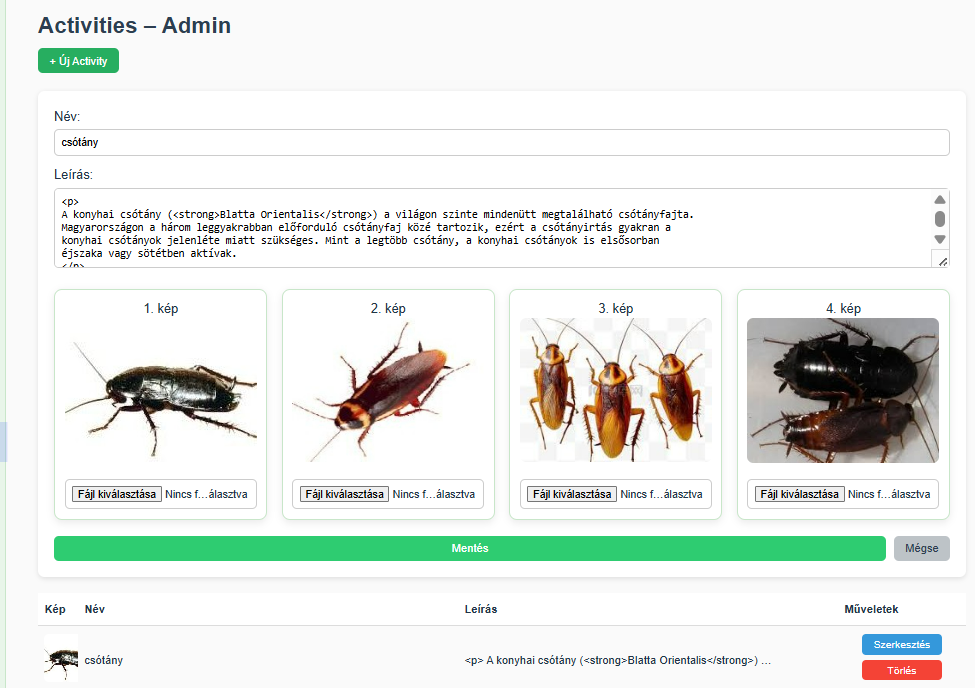 Activities – Admin
+ Új Activity
Név:
csótány
Leírás:
<p>
A konyhai csótány (<strong>Blatta Orientalis</strong>) a világon szinte mindenütt megtalálható csótányfajta.
Magyarországon a három leggyakrabban előforduló csótányfaj közé tartozik, ezért a csótányirtás gyakran a
konyhai csótányok jelenléte miatt szükséges. Mint a legtöbb csótány, a konyhai csótányok is elsősorban
éjszaka vagy sötétben aktívak.
</p>
1. kép
2. kép
3. kép
4. kép
Fájl kiválasztása Nincs f...álasztva
Fájl kiválasztása Nincs f...álasztva
Fájl kiválasztása Nincs f...álasztva
Fájl kiválasztása Nincs f...álasztva
Mentés
Mégse
Kép Név Leírás Műveletek
csótány
<p> A konyhai csótány (<strong>Blatta Orientalis</strong>) ...
Szerkesztés
Törlés